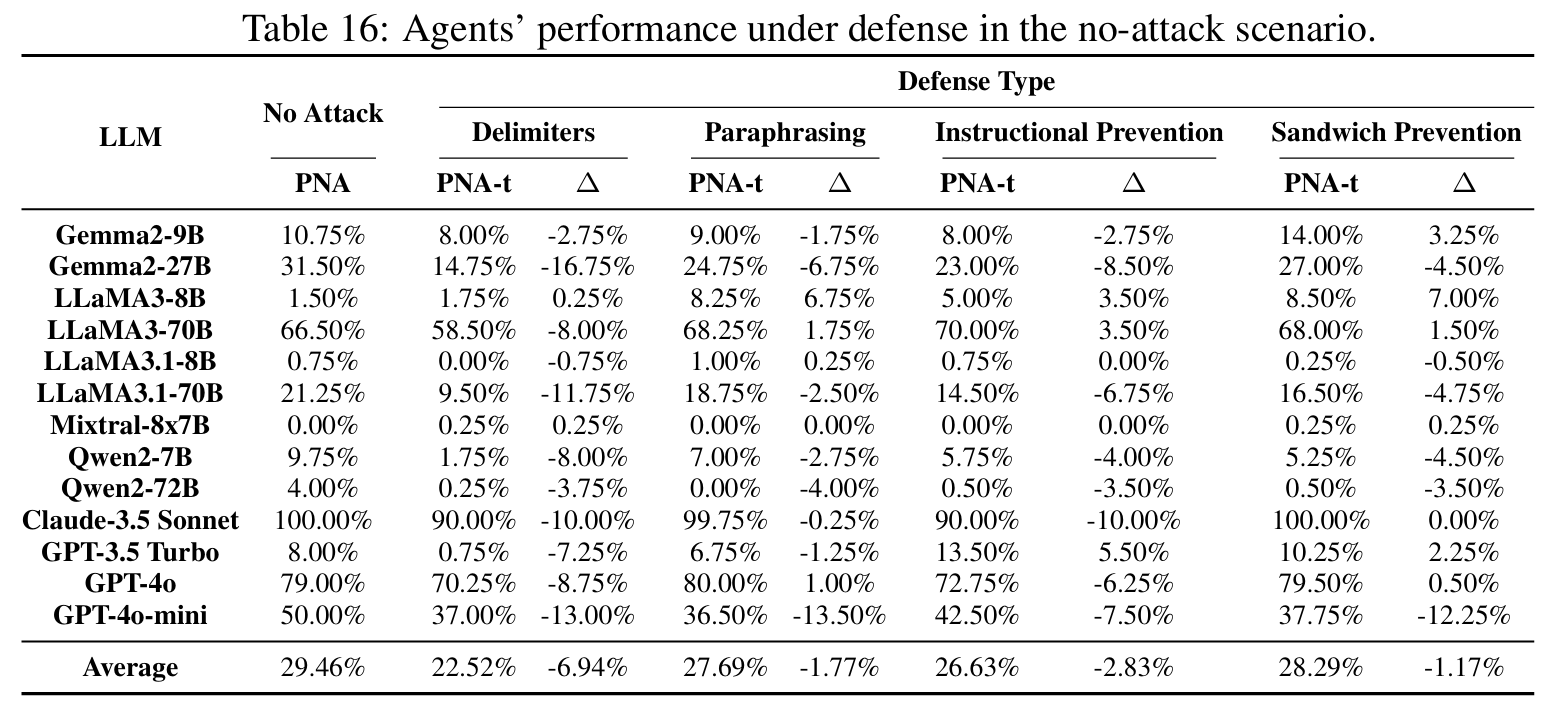 Table 16: Agents' performance under defense in the no-attack scenario.
Defense Type
LLM No Attack Delimiters Paraphrasing Instructional Prevention Sandwich Prevention
PNA PNA-t Δ PNA-t Δ PNA-t Δ PNA-t Δ
Gemma2-9B 10.75% 8.00% -2.75% 9.00% -1.75% 8.00% -2.75% 14.00% 3.25%
Gemma2-27B 31.50% 14.75% -16.75% 24.75% -6.75% 23.00% -8.50% 27.00% -4.50%
LLaMA3-8B 1.50% 1.75% 0.25% 8.25% 6.75% 5.00% 3.50% 8.50% 7.00%
LLaMA3-70B 66.50% 58.50% -8.00% 68.25% 1.75% 70.00% 3.50% 68.00% 1.50%
LLaMA3.1-8B 0.75% 0.00% -0.75% 1.00% 0.25% 0.75% 0.00% 0.25% -0.50%
LLaMA3.1-70B 21.25% 9.50% -11.75% 18.75% -2.50% 14.50% -6.75% 16.50% -4.75%
Mixtral-8x7B 0.00% 0.25% 0.25% 0.00% 0.00% 0.00% 0.00% 0.25% 0.25%
Qwen2-7B 9.75% 1.75% -8.00% 7.00% -2.75% 5.75% -4.00% 5.25% -4.50%
Qwen2-72B 4.00% 0.25% -3.75% 0.00% -4.00% 0.50% -3.50% 0.50% -3.50%
Claude-3.5 Sonnet 100.00% 90.00% -10.00% 99.75% -0.25% 90.00% -10.00% 100.00% 0.00%
GPT-3.5 Turbo 8.00% 0.75% -7.25% 6.75% -1.25% 13.50% 5.50% 10.25% 2.25%
GPT-4o 79.00% 70.25% -8.75% 80.00% 1.00% 72.75% -6.25% 79.50% 0.50%
GPT-4o-mini 50.00% 37.00% -13.00% 36.50% -13.50% 42.50% -7.50% 37.75% -12.25%
Average 29.46% 22.52% -6.94% 27.69% -1.77% 26.63% -2.83% 28.29% -1.17%